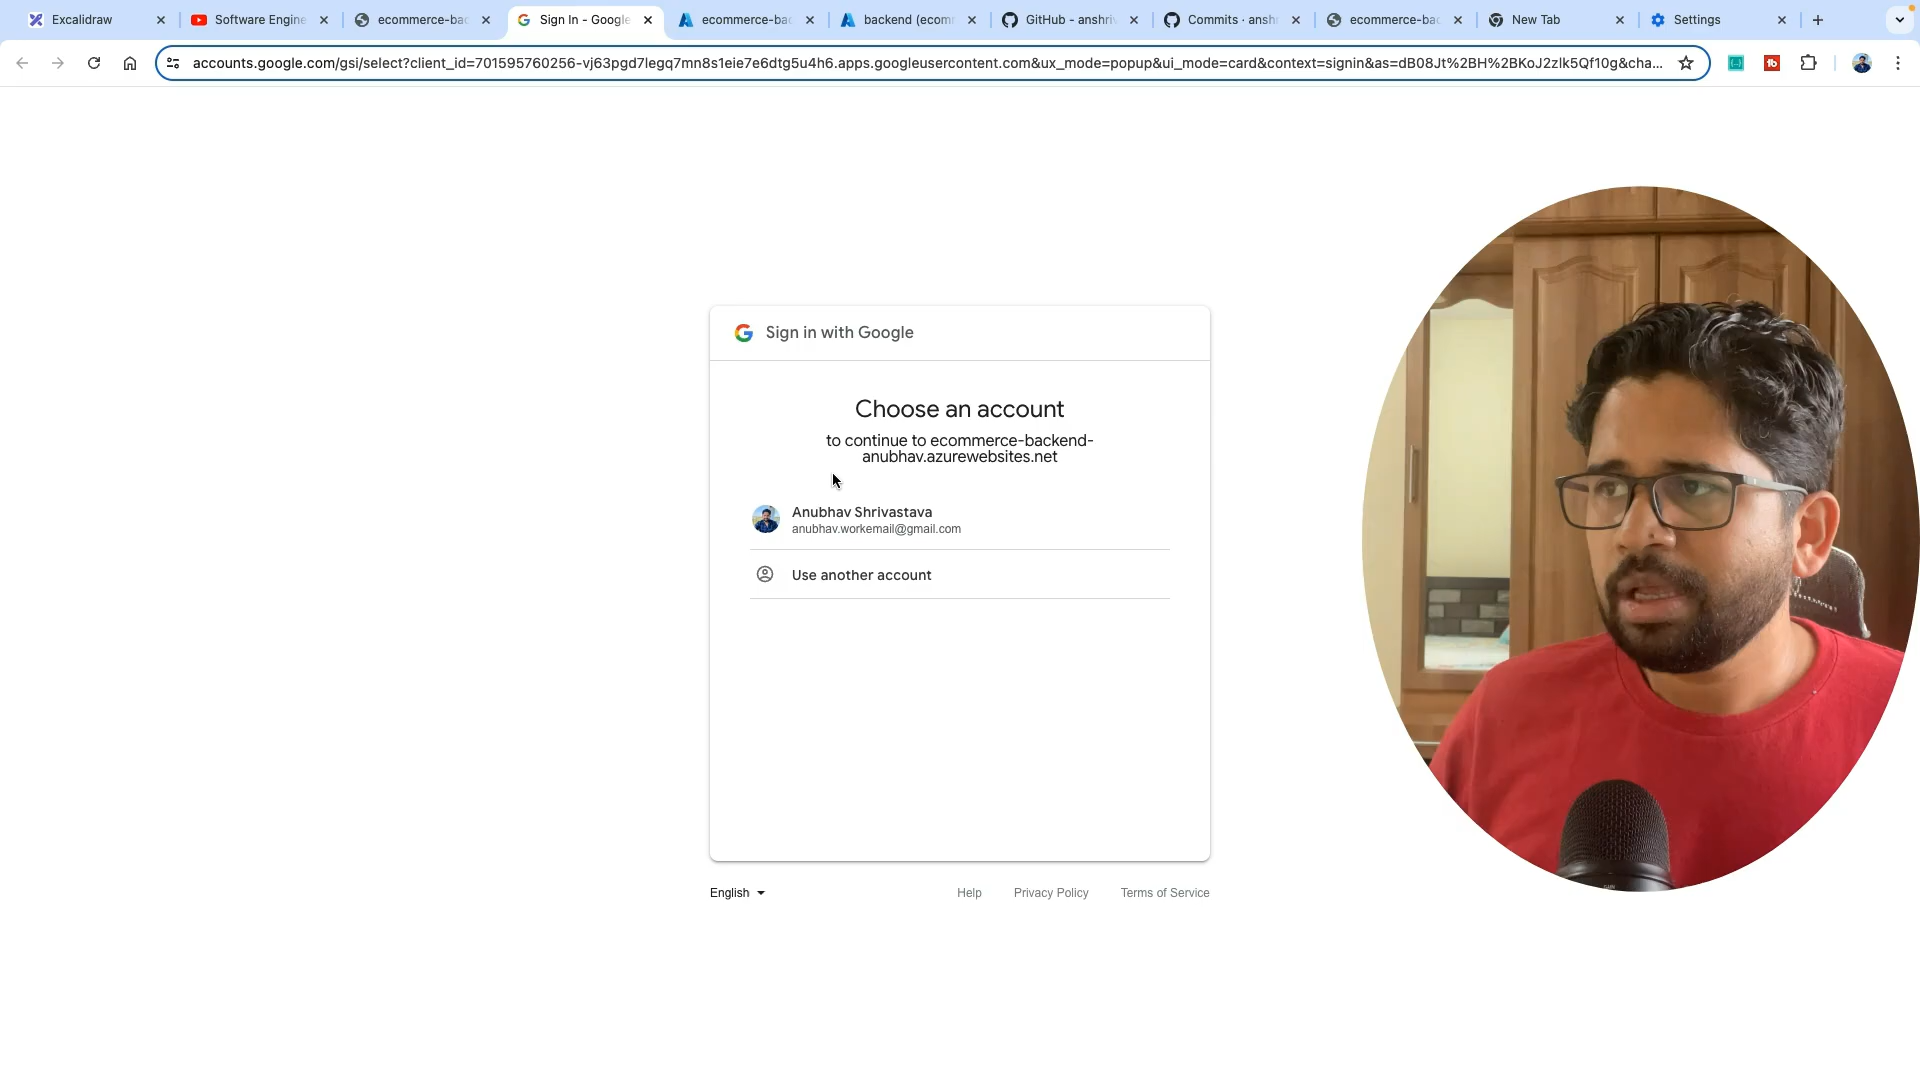 Excalidraw
Software Engine
ecommerce-bac
Sign In - Google
ecommerce-bac
backend (ecomm
GitHub - anshriv
Commits · anshr
ecommerce-bac
New Tab
Settings
accounts.google.com/gsi/select?client_id=701595760256-vj63pgd7legq7mn8s1eie7e6dtg5u4h6.apps.googleusercontent.com&ux_mode=popup&ui_mode=card&context=signin&as=dB08Jt%2BH%2BKoJ2zlk5Qf10g&cha...
Sign in with Google
Choose an account
to continue to ecommerce-backend-
anubhav.azurewebsites.net
Anubhav Shrivastava
anubhav.workemail@gmail.com
Use another account
English
Help
Privacy Policy
Terms of Service